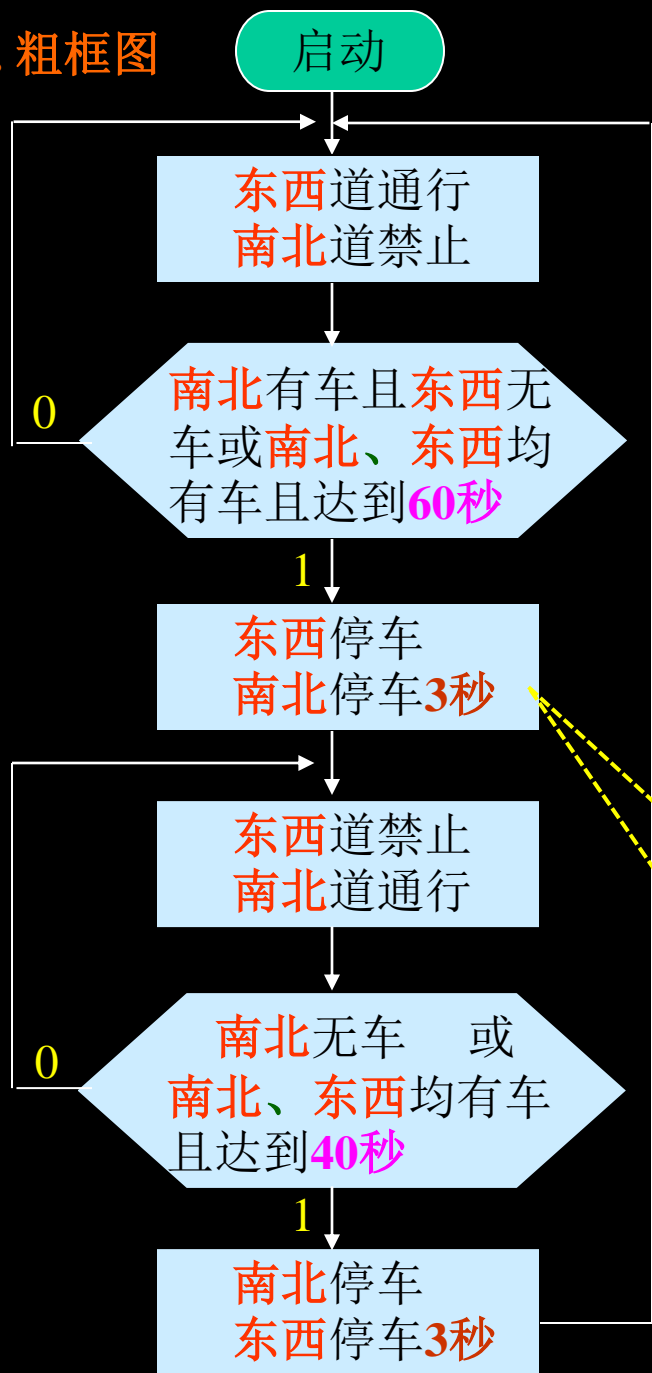 粗框图
启动
东西道通行
南北道禁止
南北有车且东西无
车或南北、东西均
有车且达到60秒
0
1
东西停车
南北停车3秒
东西道禁止
南北道通行
南北无车 或
南北、东西均有车
且达到40秒
0
1
南北停车
东西停车3秒